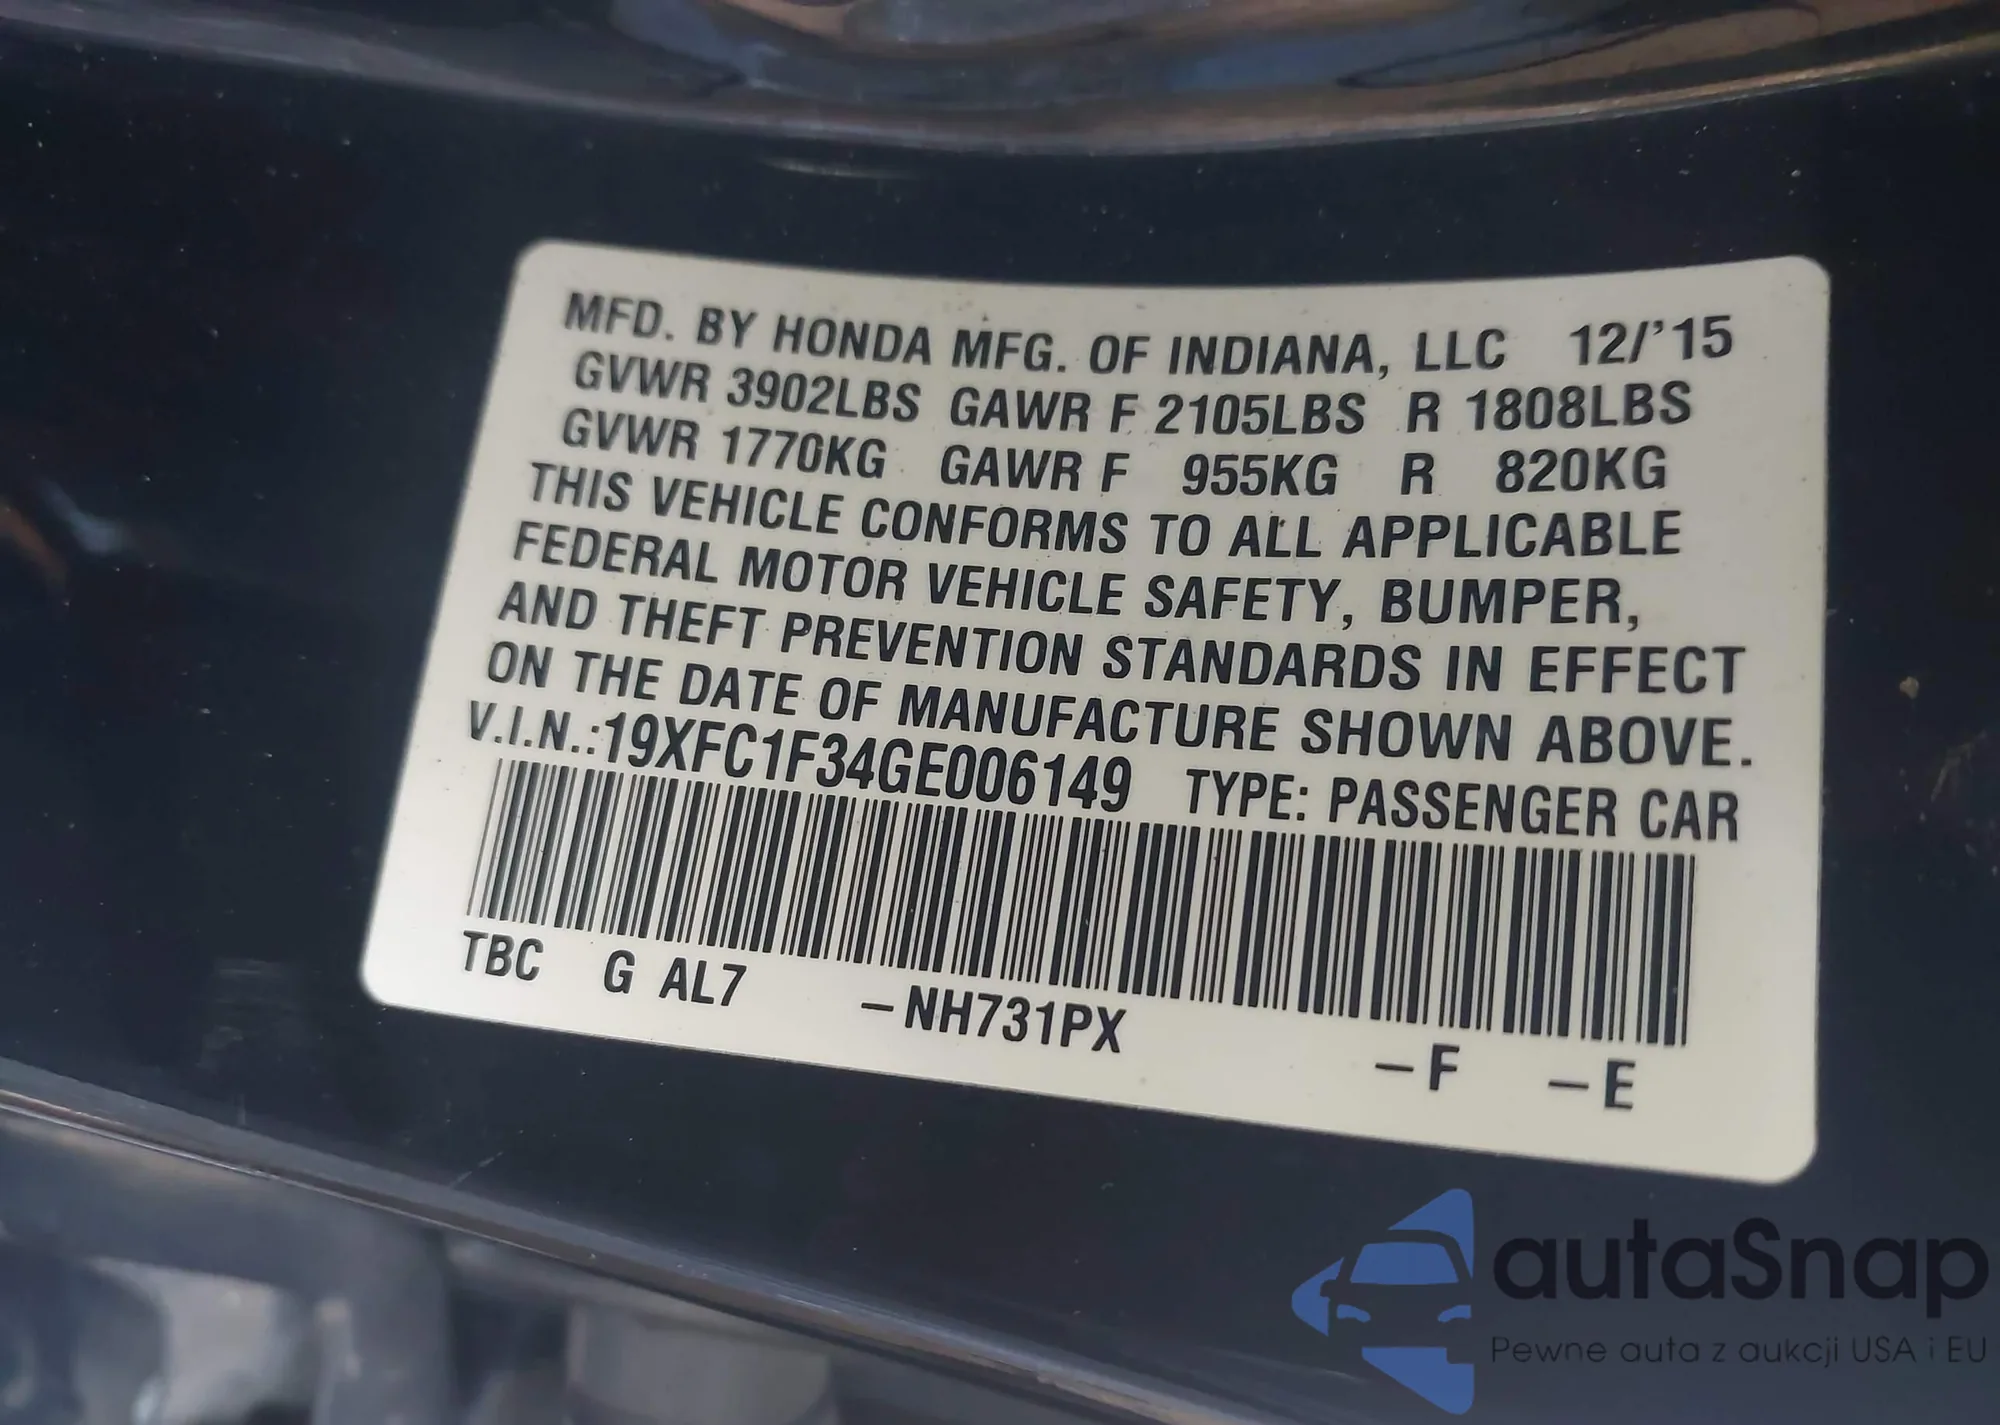 MFD. BY HONDA MFG. OF INDIANA, LLC 12/'15
GVWR 3902LBS GAWR F 2105LBS R 1808LBS
GVWR 1770KG GAWR F 955KG R 820KG
THIS VEHICLE CONFORMS TO ALL APPLICABLE
FEDERAL MOTOR VEHICLE SAFETY, BUMPER,
AND THEFT PREVENTION STANDARDS IN EFFECT
ON THE DATE OF MANUFACTURE SHOWN ABOVE.
V.I.N.:19XFC1F34GE006149 TYPE: PASSENGER CAR
TBC G AL7 –NH731PX –F –E
autaSnap
Pewne auta z aukcji USA i EU